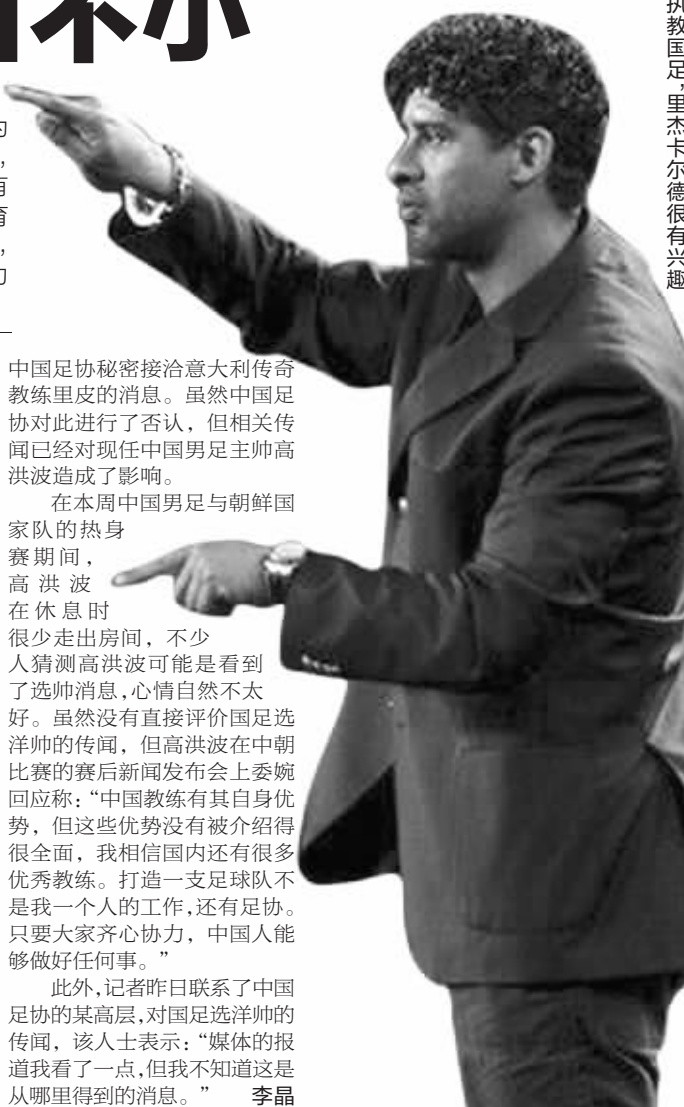 不小
执教国足,里杰卡尔德很有兴趣
中国足协秘密接洽意大利传奇
教练里皮的消息。虽然中国足
协对此进行了否认，但相关传
闻已经对现任中国男足主帅高
洪波造成了影响。
在本周中国男足与朝鲜国
家队的热身
赛期间，
高洪波
在休息时
很少走出房间，不少
人猜测高洪波可能是看到
了选帅消息,心情自然不太
好。虽然没有直接评价国足选
洋帅的传闻，但高洪波在中朝
比赛的赛后新闻发布会上委婉
回应称：“中国教练有其自身优
势，但这些优势没有被介绍得
很全面，我相信国内还有很多
优秀教练。打造一支足球队不
是我一个人的工作,还有足协。
只要大家齐心协力，中国人能
够做好任何事。”
此外,记者昨日联系了中国
足协的某高层,对国足选洋帅的
传闻，该人士表示：“媒体的报
道我看了一点,但我不知道这是
从哪里得到的消息。” 李晶